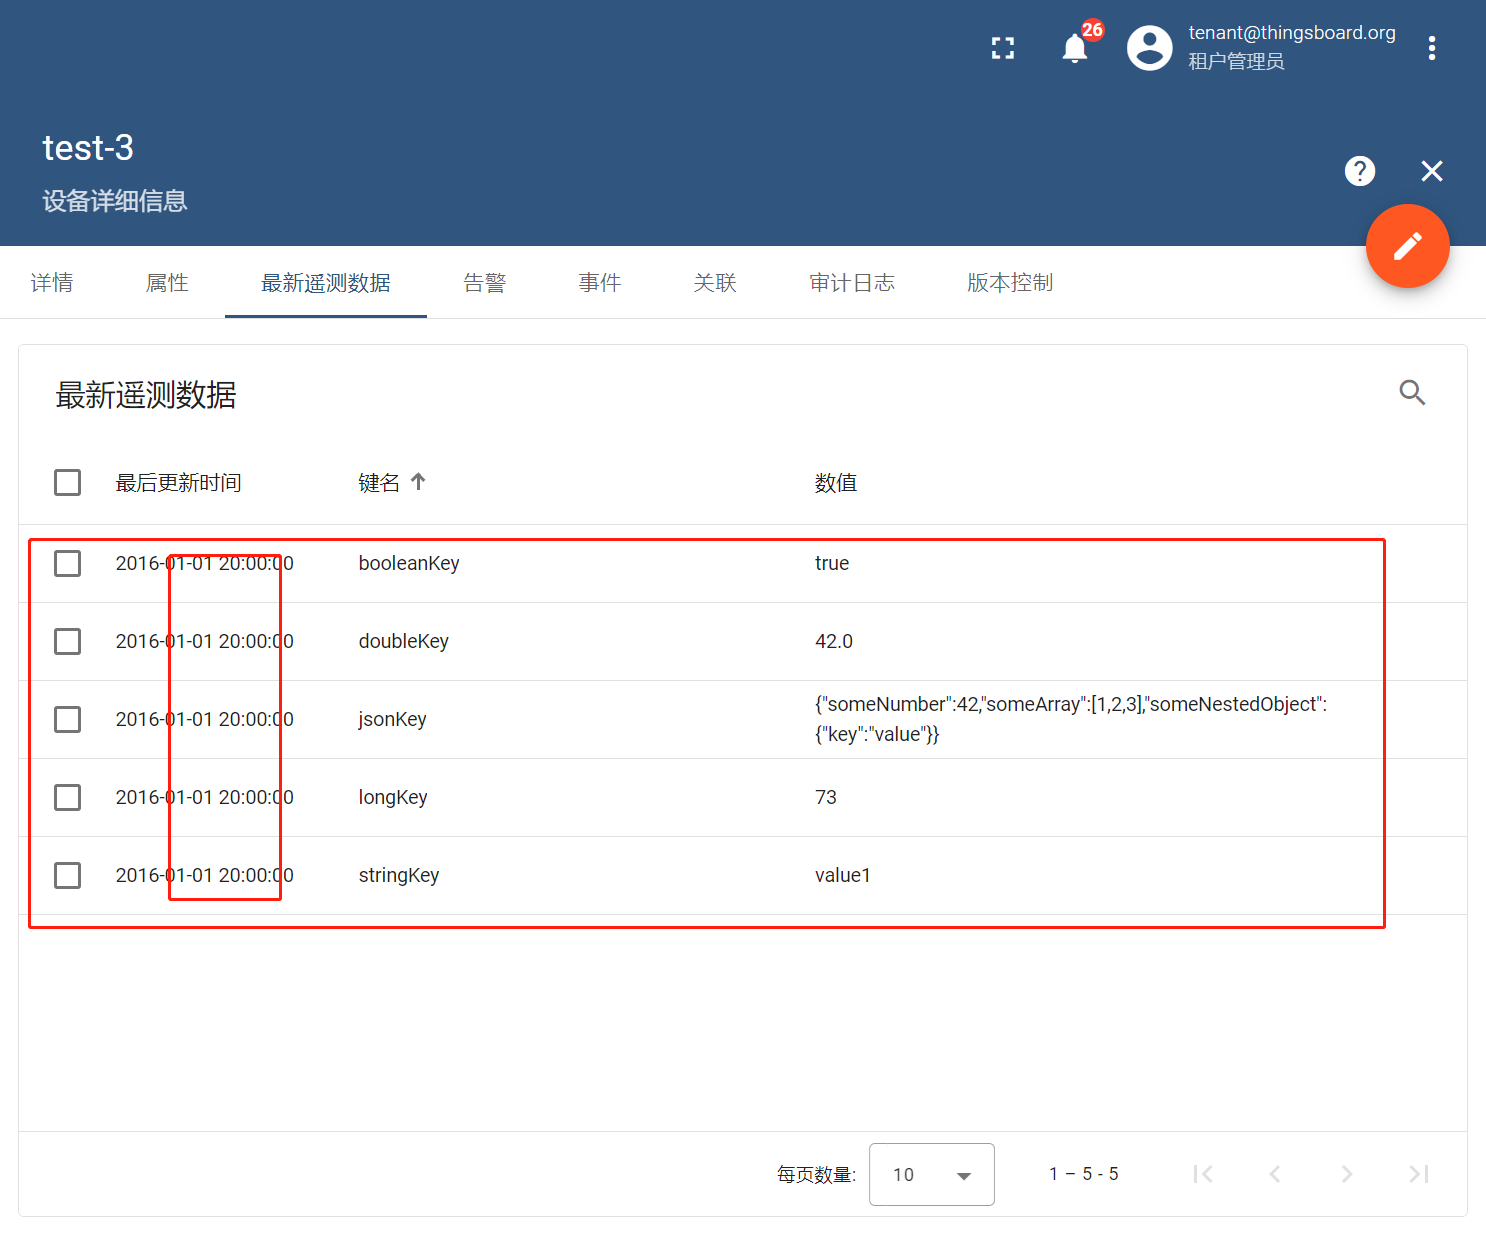 26
tenant@thingsboard.org
租户管理员
test-3
设备详细信息
详情 属性 最新遥测数据 告警 事件 关联 审计日志 版本控制
最新遥测数据
最后更新时间 键名 数值
2016-01-01 20:00:00 booleanKey true
2016-01-01 20:00:00 doubleKey 42.0
2016-01-01 20:00:00 jsonKey {"someNumber":42,"someArray":[1,2,3],"someNestedObject":
{"key":"value"}}
2016-01-01 20:00:00 longKey 73
2016-01-01 20:00:00 stringKey value1
每页数量: 10 1 – 5 - 5